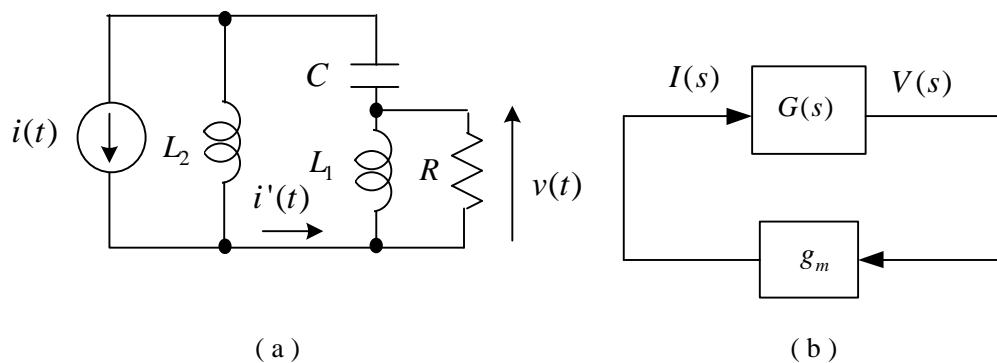 i(t)
L₂
i'(t)
C
L₁
R
v(t)
( a )
I(s)
G(s)
V(s)
gₘ
( b )